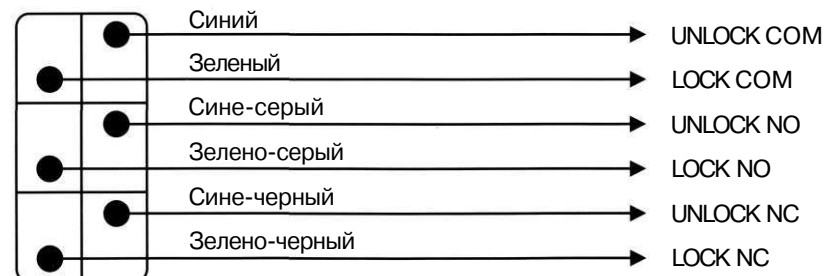 Синий
UNLOCK COM
Зеленый
LOCK COM
Сине-серый
UNLOCK NO
Зелено-серый
LOCK NO
Сине-черный
UNLOCK NC
Зелено-черный
LOCK NC